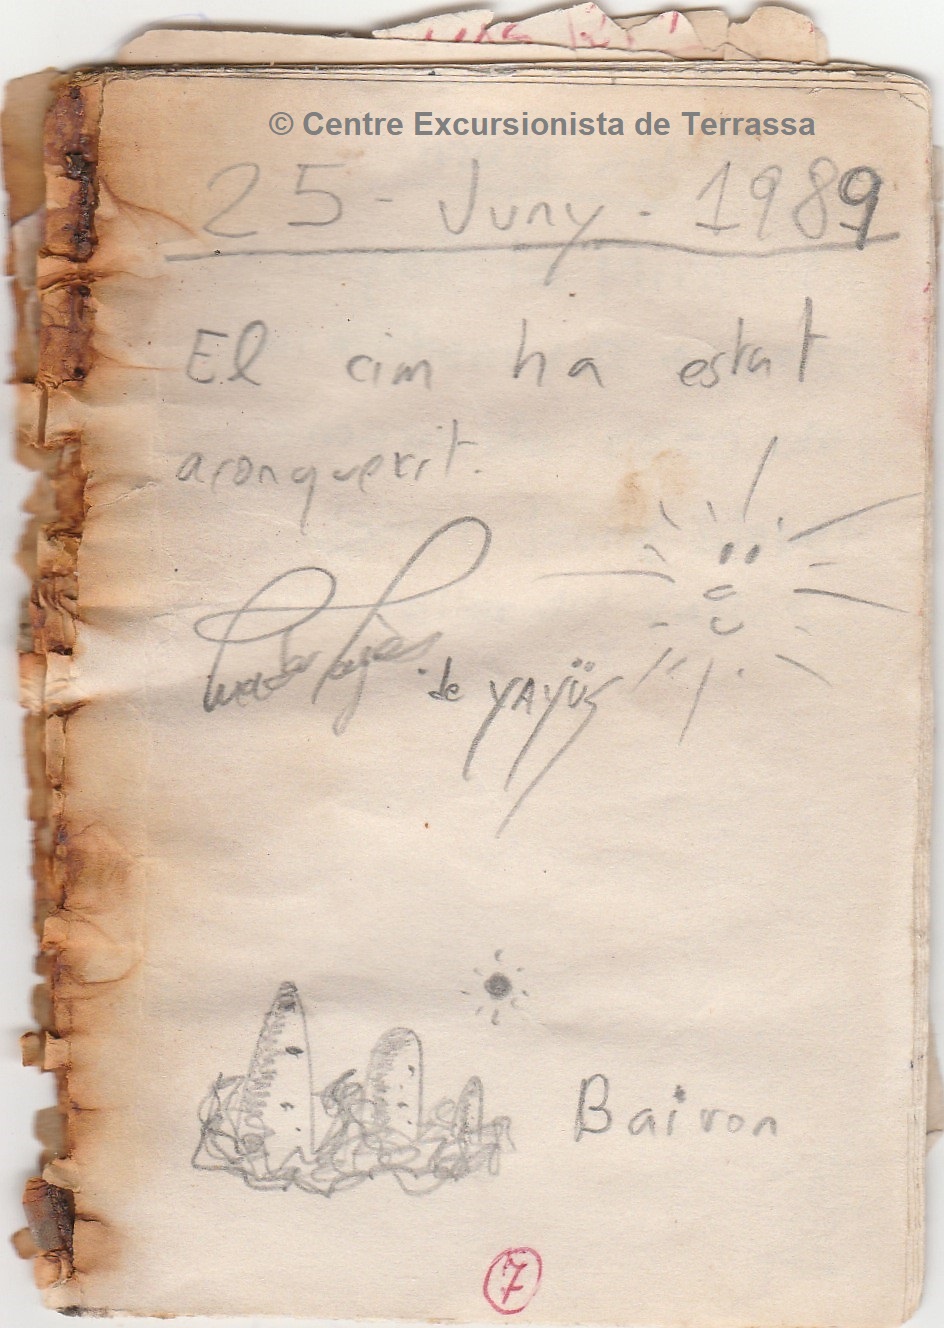 © Centre Excursionista de Terrassa
25 - Juny - 1989
El cim ha estat
aconquerit.
de YAYÜS
Bairon
7